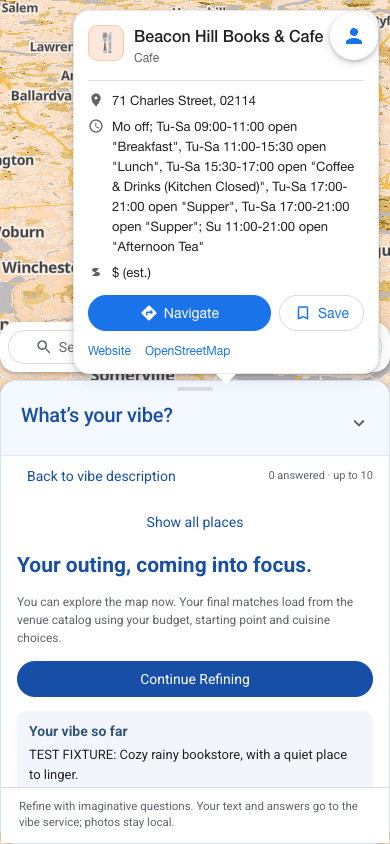 Salem
Lawren
Ar
Ballardva
ngton
Woburn
Wincheste
Somerville
Beacon Hill Books & Cafe
Cafe
71 Charles Street, 02114
Mo off; Tu-Sa 09:00-11:00 open
"Breakfast", Tu-Sa 11:00-15:30 open
"Lunch", Tu-Sa 15:30-17:00 open "Coffee
& Drinks (Kitchen Closed)", Tu-Sa 17:00-
21:00 open "Supper", Tu-Sa 17:00-21:00
open "Supper"; Su 11:00-21:00 open
"Afternoon Tea"
$ (est.)
Navigate
Save
Website OpenStreetMap
Se
What's your vibe?
Back to vibe description
0 answered · up to 10
Show all places
Your outing, coming into focus.
You can explore the map now. Your final matches load from the
venue catalog using your budget, starting point and cuisine
choices.
Continue Refining
Your vibe so far
TEST FIXTURE: Cozy rainy bookstore, with a quiet place
to linger.
Refine with imaginative questions. Your text and answers go to the
vibe service; photos stay local.